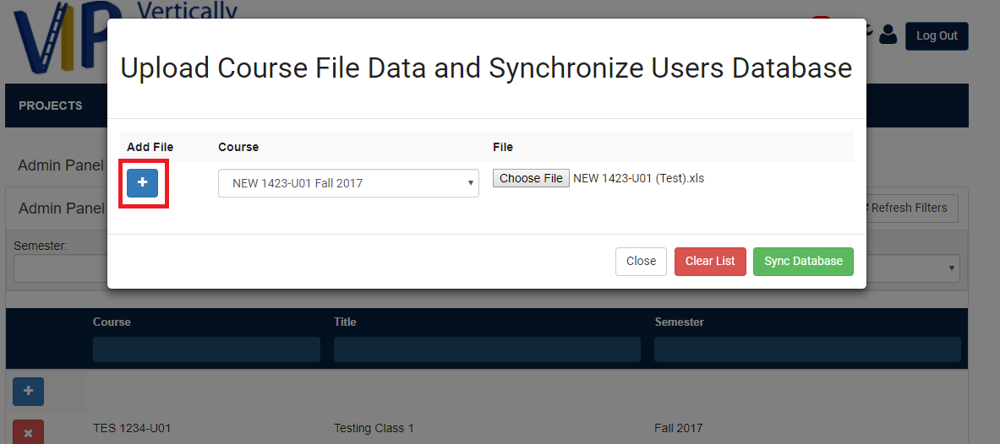 VIP Vertically
Log Out
Upload Course File Data and Synchronize Users Database
PROJECTS
Add File Course File
Admin Panel
NEW 1423-U01 Fall 2017 Choose File NEW 1423-U01 (Test).xls
Admin Panel Refresh Filters
Semester:
Close Clear List Sync Database
Course Title Semester
TES 1234-U01 Testing Class 1 Fall 2017